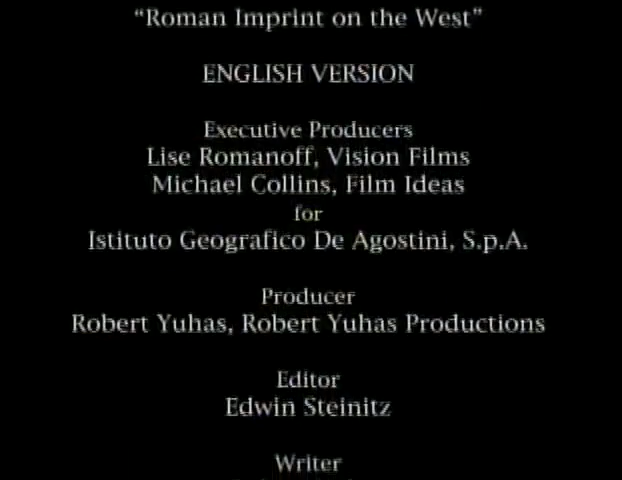 “Roman Imprint on the West”
ENGLISH VERSION
Executive Producers
Lise Romanoff, Vision Films
Michael Collins, Film Ideas
for
Istituto Geografico De Agostini, S.p.A.
Producer
Robert Yuhas, Robert Yuhas Productions
Editor
Edwin Steinitz
Writer